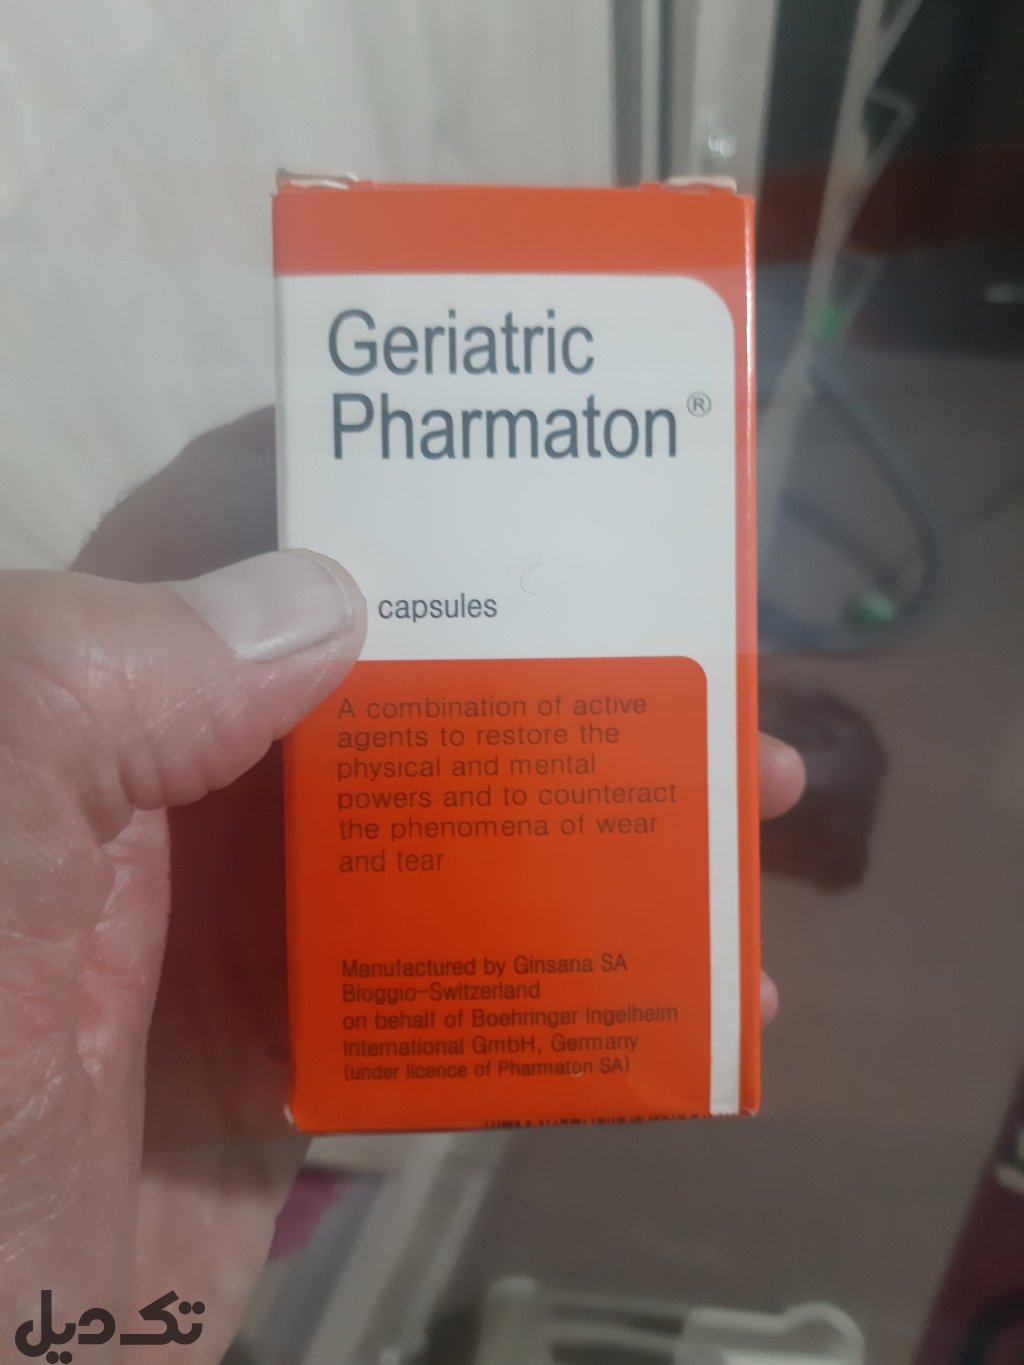 Geriatric
Pharmaton®
capsules
A combination of active
agents to restore the
physical and mental
powers and to counteract
the phenomena of wear
and tear
Manufactured by Ginsana SA
Bioggio-Switzerland
on behalf of Boehringer Ingelheim
International GmbH, Germany
(under licence of Pharmaton SA)
تک دیل